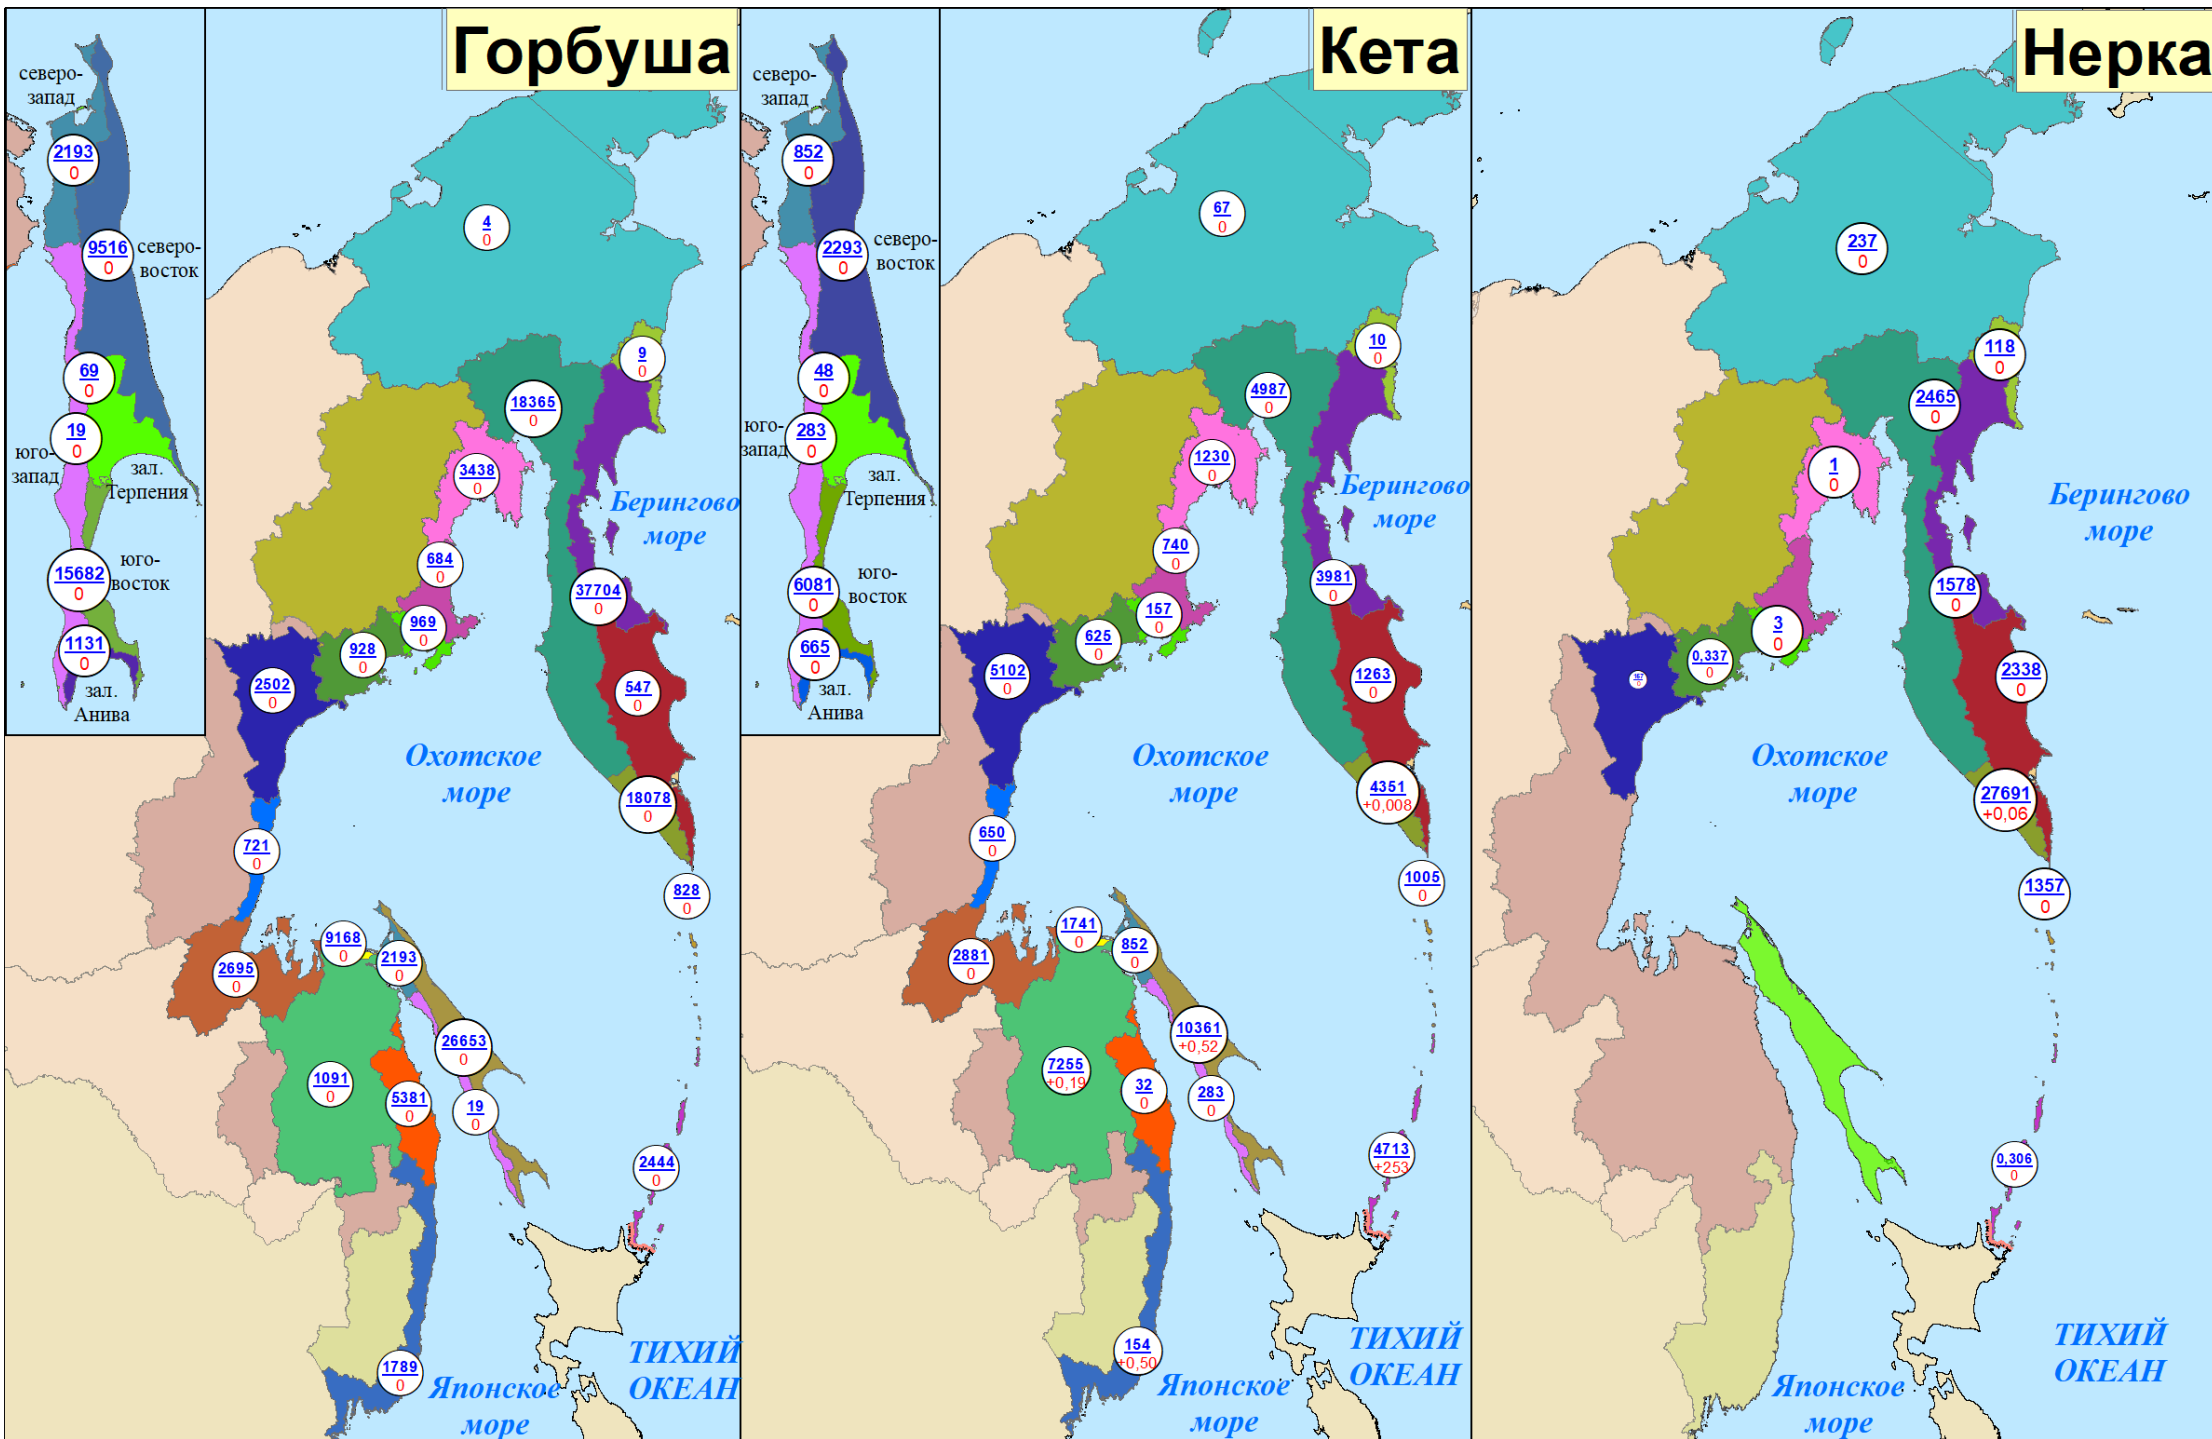 Горбуша
северо-
запад
2193
0
9516
0
северо-
восток
69
0
19
0
юго-
запад
зал.
Терпения
15682
0
юго-
восток
1131
0
зал.
Анива
4
0
9
0
18365
0
3438
0
Берингово
море
684
0
37704
0
969
0
928
0
2502
0
547
0
Охотское
море
18078
0
721
0
828
0
9168
0
2193
0
2695
0
26653
0
1091
0
5381
0
19
0
2444
0
1789
0
ТИХИЙ
ОКЕАН
Японское
море
Кета
северо-
запад
852
0
2293
0
северо-
восток
48
0
283
0
юго-
запад
зал.
Терпения
6081
0
юго-
восток
665
0
зал.
Анива
67
0
10
0
4987
0
1230
0
Берингово
море
740
0
3981
0
157
0
625
0
5102
0
1263
0
Охотское
море
4351
+0,008
650
0
1005
0
1741
0
852
0
2881
0
10361
+0,52
7255
+0,19
32
0
283
0
4713
+253
154
+0,50
ТИХИЙ
ОКЕАН
Японское
море
Нерка
237
0
118
0
2465
0
1
0
Берингово
море
1578
0
3
0
0,337
0
167
0
2338
0
Охотское
море
27691
+0,06
1357
0
0,306
0
ТИХИЙ
ОКЕАН
Японское
море